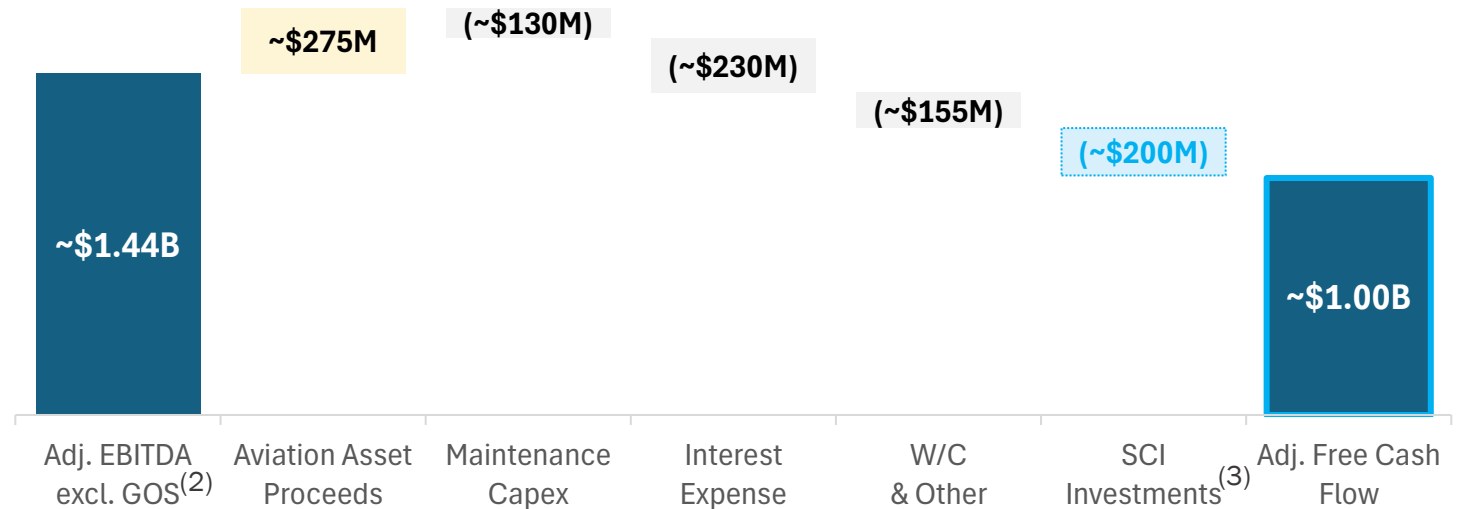 ~$275M
(~$130M)
(~$230M)
(~$155M)
(~$200M)
~$1.44B
~$1.00B
Adj. EBITDA
excl. GOS(2)
Aviation Asset
Proceeds
Maintenance
Capex
Interest
Expense
W/C
& Other
SCI
Investments(3)
Adj. Free Cash
Flow